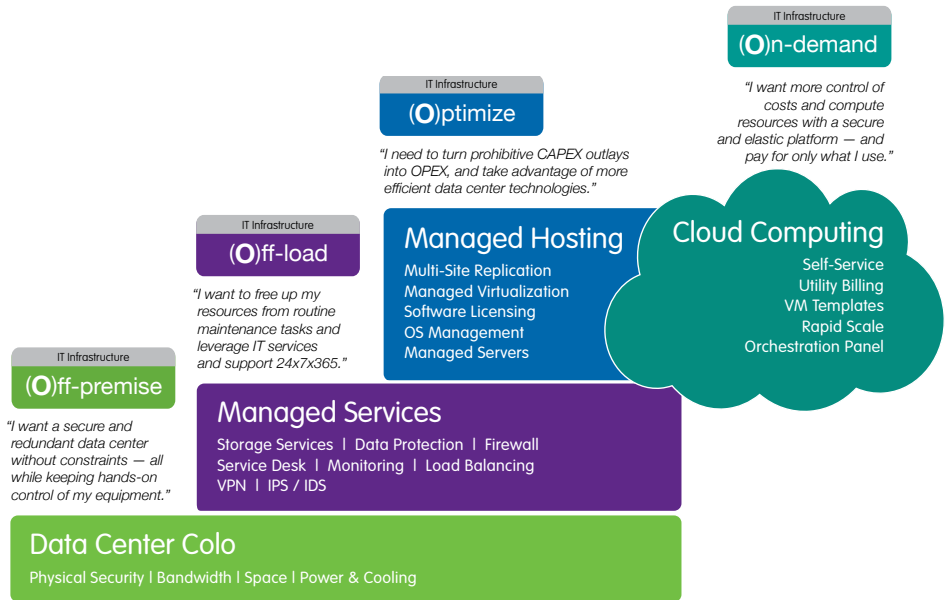 IT Infrastructure
(O)n-demand
"I want more control of
costs and compute
resources with a secure
and elastic platform — and
pay for only what I use."
IT Infrastructure
(O)ptimize
"I need to turn prohibitive CAPEX outlays
into OPEX, and take advantage of more
efficient data center technologies."
IT Infrastructure
(O)ff-load
"I want to free up my
resources from routine
maintenance tasks and
leverage IT services
and support 24x7x365."
IT Infrastructure
(O)ff-premise
"I want a secure and
redundant data center
without constraints — all
while keeping hands-on
control of my equipment."
Managed Hosting
Multi-Site Replication
Managed Virtualization
Software Licensing
OS Management
Managed Servers
Cloud Computing
Self-Service
Utility Billing
VM Templates
Rapid Scale
Orchestration Panel
Managed Services
Storage Services | Data Protection | Firewall
Service Desk | Monitoring | Load Balancing
VPN | IPS / IDS
Data Center Colo
Physical Security | Bandwidth | Space | Power & Cooling